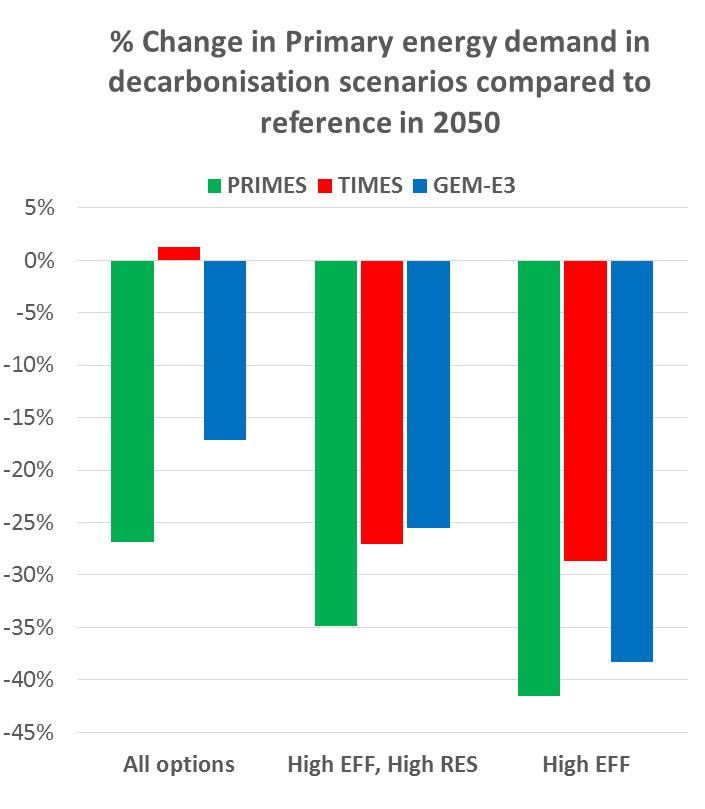 % Change in Primary energy demand in
decarbonisation scenarios compared to
reference in 2050
PRIMES TIMES GEM-E3
5%
0%
-5%
-10%
-15%
-20%
-25%
-30%
-35%
-40%
-45%
All options High EFF, High RES High EFF